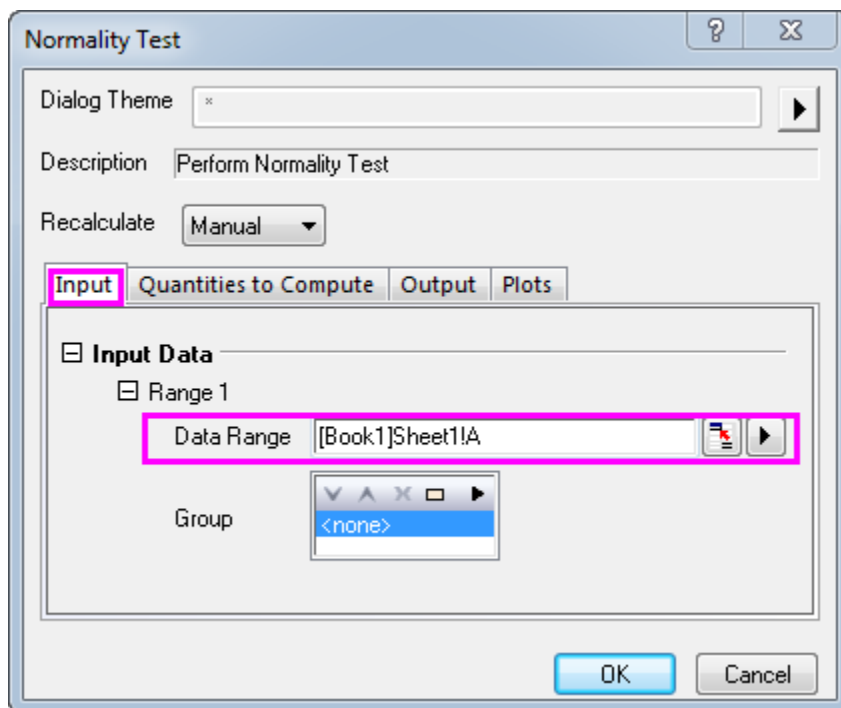 Normality Test
Dialog Theme *
Description Perform Normality Test
Recalculate Manual
Input Quantities to Compute Output Plots
Input Data
Range 1
Data Range [Book1]Sheet1!A
Group <none>
OK Cancel